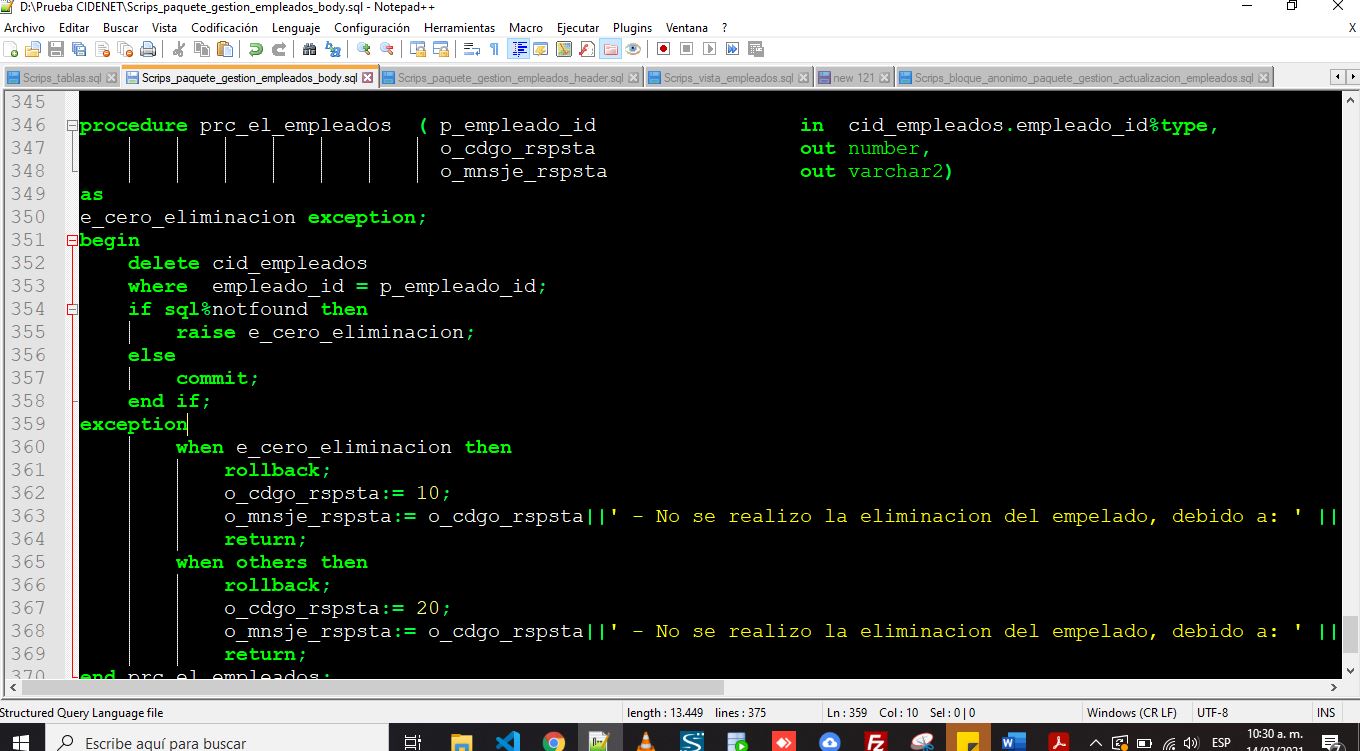 D:\Prueba CIDENET\Scrips_paquete_gestion_empleados_body.sql - Notepad++
Archivo Editar Buscar Vista Codificación Lenguaje Configuración Herramientas Macro Ejecutar Plugins Ventana ? X
Scrips_tablas.sql Scrips_paquete_gestion_empleados_body.sql Scrips_paquete_gestion_empleados_header.sql Scrips_vista_empleados.sql new 121 Scrips_bloque_anonimo_paquete_gestion_actualizacion_empleados.sql
345
346 procedure prc_el_empleados ( p_empleado_id in cid_empleados.empleado_id%type,
347 o_cdgo_rspsta out number,
348 o_mnsje_rspsta out varchar2)
349 as
350 e_cero_eliminacion exception;
351 begin
352 delete cid_empleados
353 where empleado_id = p_empleado_id;
354 if sql%notfound then
355 raise e_cero_eliminacion;
356 else
357 commit;
358 end if;
359 exception
360 when e_cero_eliminacion then
361 rollback;
362 o_cdgo_rspsta:= 10;
363 o_mnsje_rspsta:= o_cdgo_rspsta||' - No se realizo la eliminacion del empelado, debido a: ' ||
364 return;
365 when others then
366 rollback;
367 o_cdgo_rspsta:= 20;
368 o_mnsje_rspsta:= o_cdgo_rspsta||' - No se realizo la eliminacion del empelado, debido a: ' ||
369 return;
370 end prc_el_empleados;
Structured Query Language file length : 13.449 lines : 375 Ln : 359 Col : 10 Sel : 0 | 0 Windows (CR LF) UTF-8 INS
Escribe aquí para buscar ESP 10:30 a. m.